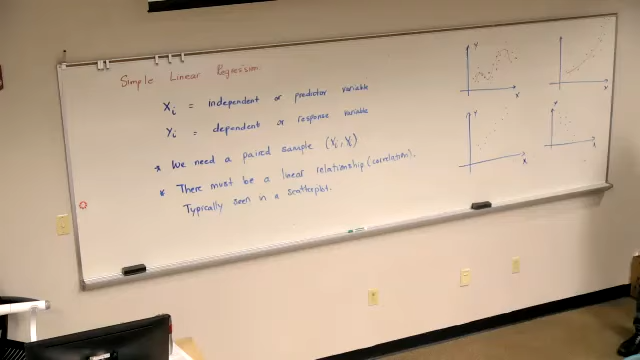 Simple Linear Regression
Xi = independent or predictor variable
Yi = dependent or response variable
* We need a paired sample (Xi, Yi)
* There must be a linear relationship (correlation).
Typically seen in a scatterplot.
Y
X
X
Y
X
Y
X